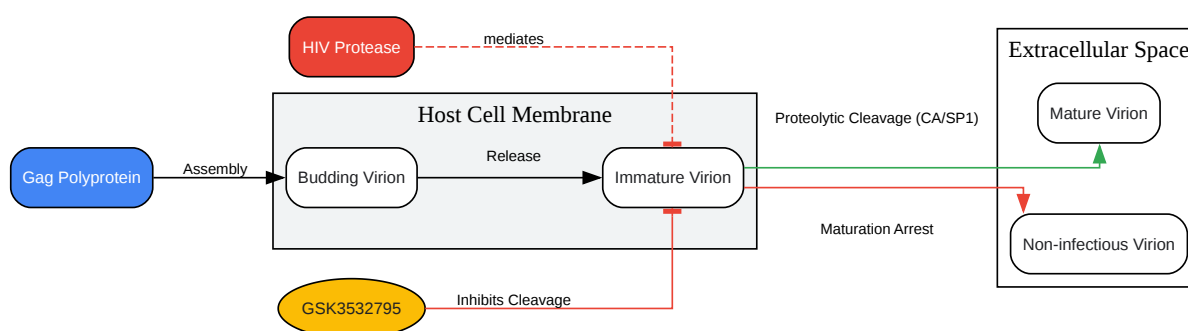 HIV Protease
mediates
Extracellular Space
Host Cell Membrane
Proteolytic Cleavage (CA/SP1)
Mature Virion
Gag Polyprotein
Assembly
Budding Virion
Release
Immature Virion
Maturation Arrest
Non-infectious Virion
GSK3532795
Inhibits Cleavage